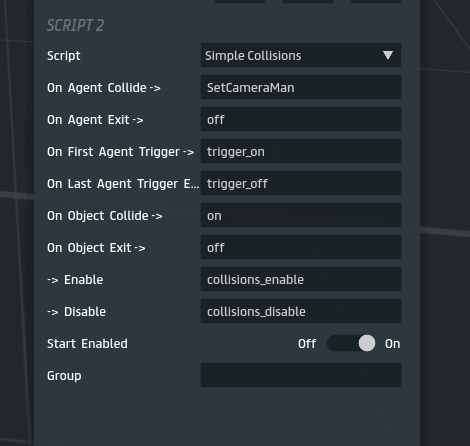 SCRIPT 2
Script Simple Collisions
On Agent Collide -> SetCameraMan
On Agent Exit -> off
On First Agent Trigger -> trigger_on
On Last Agent Trigger E... trigger_off
On Object Collide -> on
On Object Exit -> off
-> Enable collisions_enable
-> Disable collisions_disable
Start Enabled Off On
Group